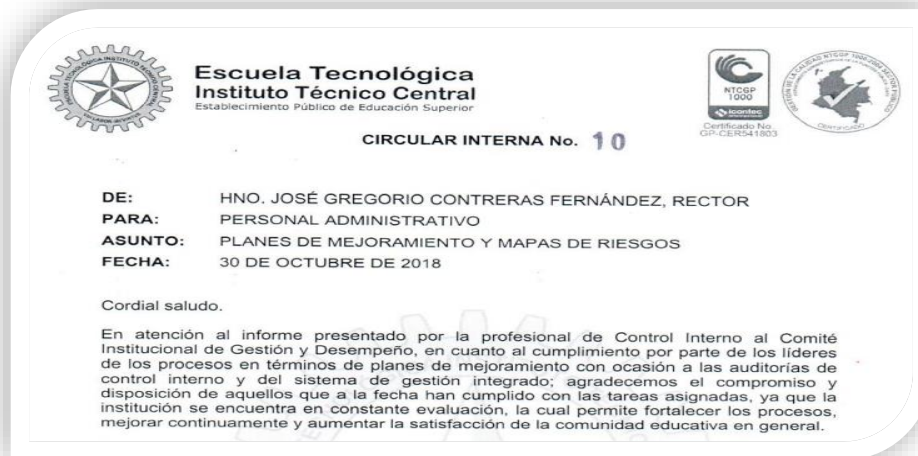 Escuela Tecnológica
Instituto Técnico Central
Establecimiento Público de Educación Superior
NTCGP
1000
icontec
Certificado No.
GP-CER541803
CERTIFICADO
CIRCULAR INTERNA No. 10
DE: HNO. JOSÉ GREGORIO CONTRERAS FERNÁNDEZ, RECTOR
PARA: PERSONAL ADMINISTRATIVO
ASUNTO: PLANES DE MEJORAMIENTO Y MAPAS DE RIESGOS
FECHA: 30 DE OCTUBRE DE 2018
Cordial saludo.
En atención al informe presentado por la profesional de Control Interno al Comité
Institucional de Gestión y Desempeño, en cuanto al cumplimiento por parte de los líderes
de los procesos en términos de planes de mejoramiento con ocasión a las auditorías de
control interno y del sistema de gestión integrado; agradecemos el compromiso y
disposición de aquellos que a la fecha han cumplido con las tareas asignadas, ya que la
institución se encuentra en constante evaluación, la cual permite fortalecer los procesos,
mejorar continuamente y aumentar la satisfacción de la comunidad educativa en general.